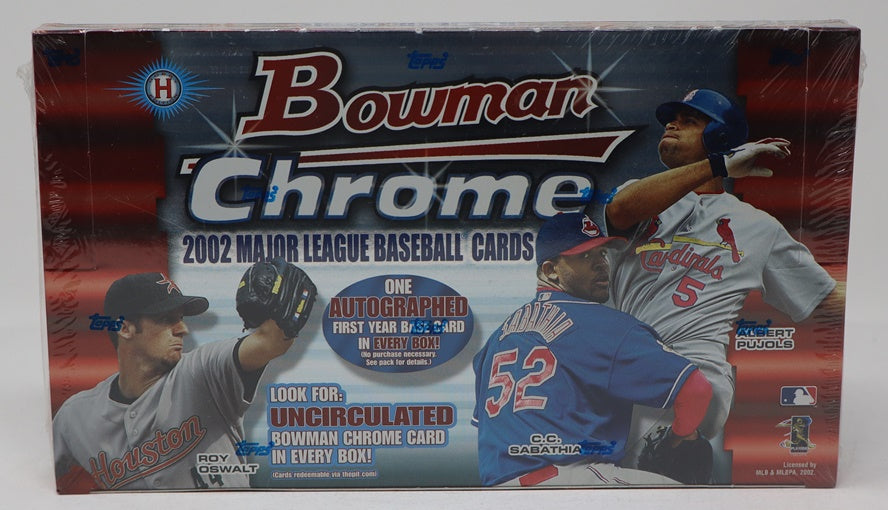 Topps
Topps
Topps
H
Bowman
Chrome
Topps
Topps
2002 MAJOR LEAGUE BASEBALL CARDS
Cardinals
5
ONE
AUTOGRAPHED
FIRST YEAR BASE CARD
IN EVERY BOX!
(No purchase necessary.
See pack for details.)
Topps
Topps
Topps
ALBERT
PUJOLS
SABATHIA
52
LOOK FOR:
UNCIRCULATED
BOWMAN CHROME CARD
IN EVERY BOX!
(Cards redeemable via thepit.com)
Houston
ROY
OSWALT
Topps
C.C.
SABATHIA
Topps
Topps
Licensed by
MLB & MLBPA, 2002.